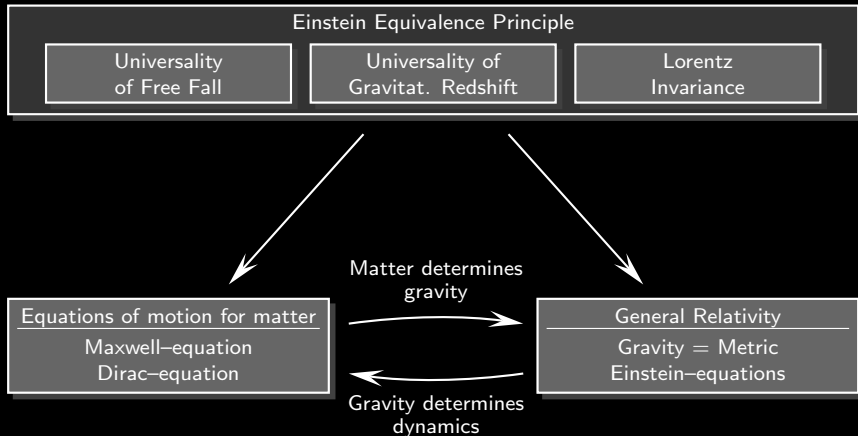 Einstein Equivalence Principle
Universality
of Free Fall
Universality of
Gravitat. Redshift
Lorentz
Invariance
Matter determines
gravity
Equations of motion for matter
Maxwell–equation
Dirac–equation
General Relativity
Gravity = Metric
Einstein–equations
Gravity determines
dynamics